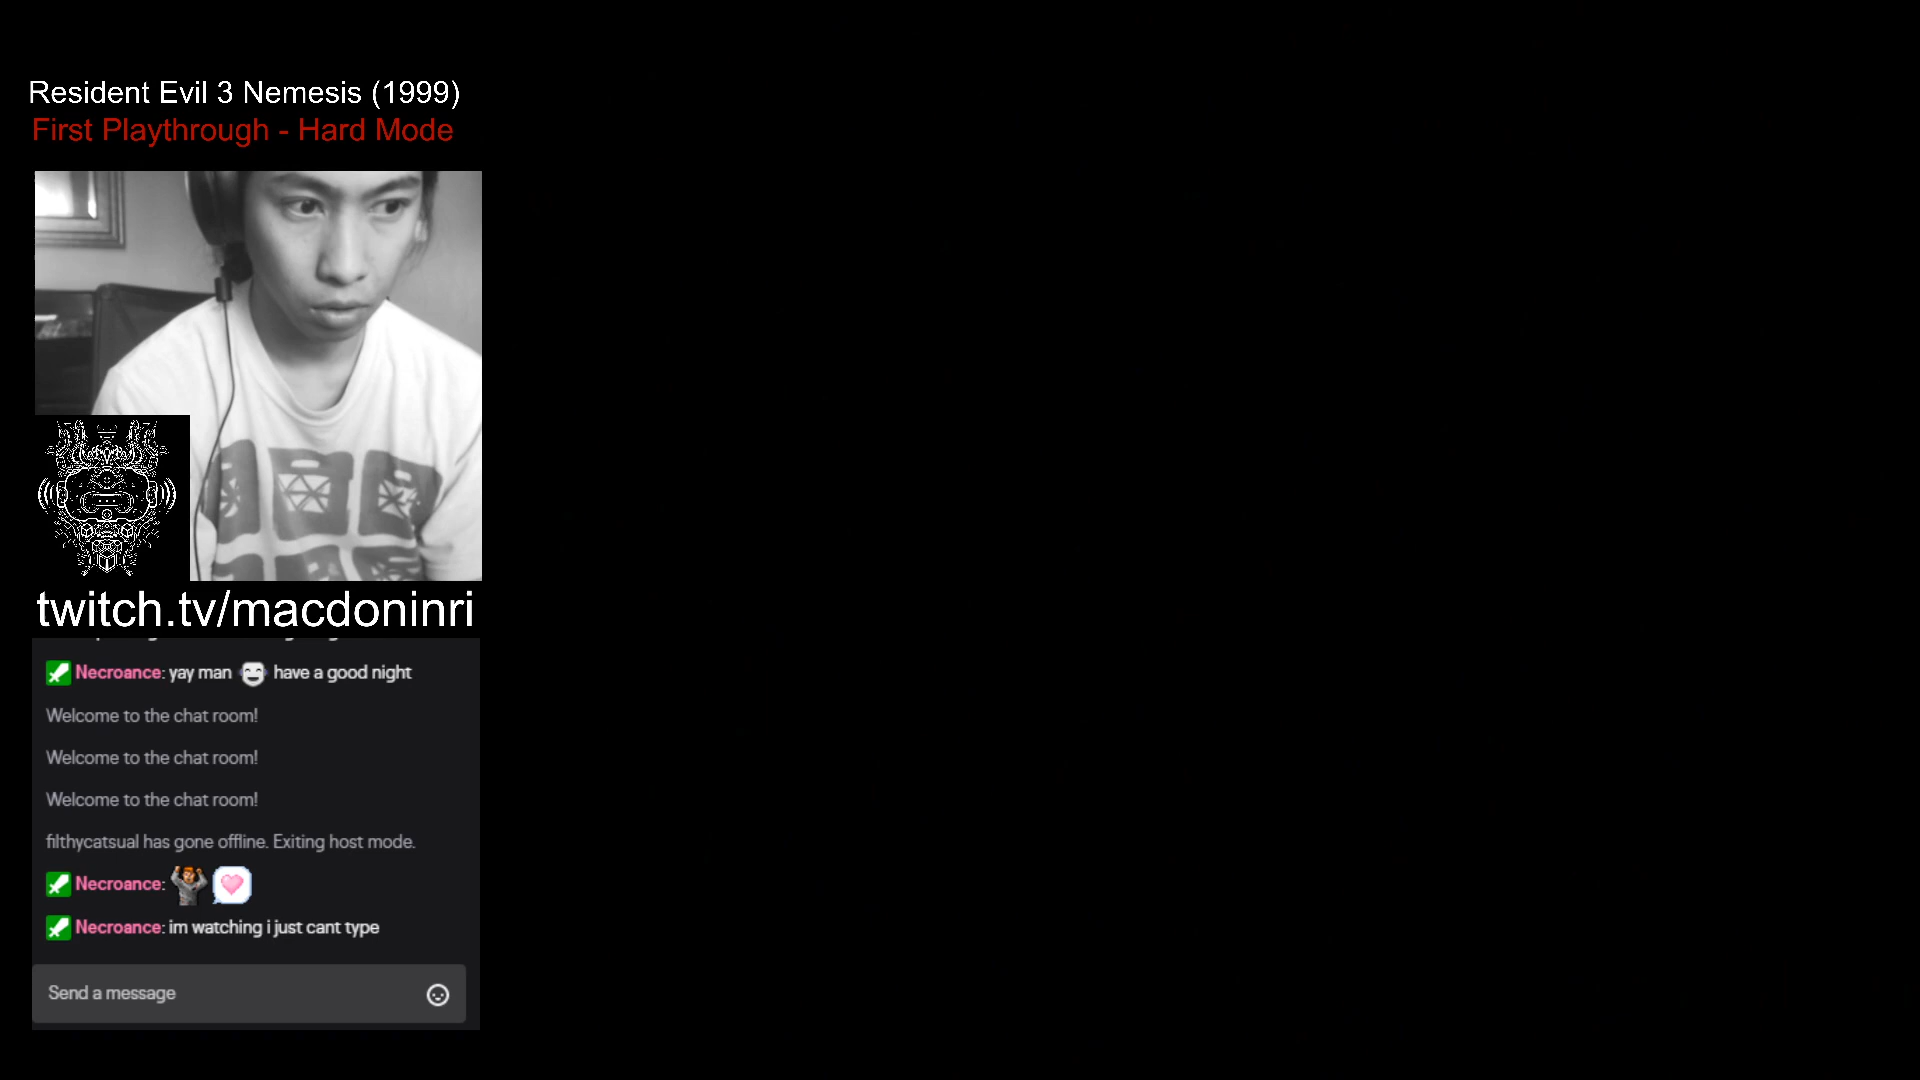 Resident Evil 3 Nemesis (1999)
First Playthrough - Hard Mode
twitch.tv/macdoninri
Necroance: yay man have a good night
Welcome to the chat room!
Welcome to the chat room!
Welcome to the chat room!
filthycatsual has gone offline. Exiting host mode.
Necroance:
Necroance: im watching i just cant type
Send a message